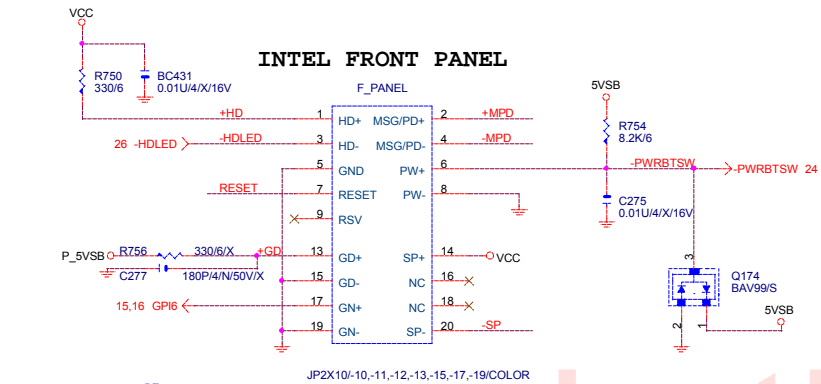 VCC
INTEL FRONT PANEL
R750
330/6
BC431
0.01U/4/X/16V
F_PANEL
5VSB
R754
8.2K/6
+HD 1 HD+ MSG/PD+ 2 +MPD
26 -HDLED -HDLED 3 HD- MSG/PD- 4 -MPD
5 GND PW+ 6 -PWRBTSW -PWRBTSW 24
RESET 7 RESET PW- 8
9 RSV
C275
0.01U/4/X/16V
P_5VSB R756 330/6/X +GD 13 GD+ SP+ 14 VCC
C277 180P/4/N/50V/X
15 GD- NC 16
15,16 GPI6 17 GN+ NC 18
19 GN- SP- 20 -SP
3
Q174
BAV99/S
2 1
5VSB
JP2X10/-10,-11,-12,-13,-15,-17,-19/COLOR